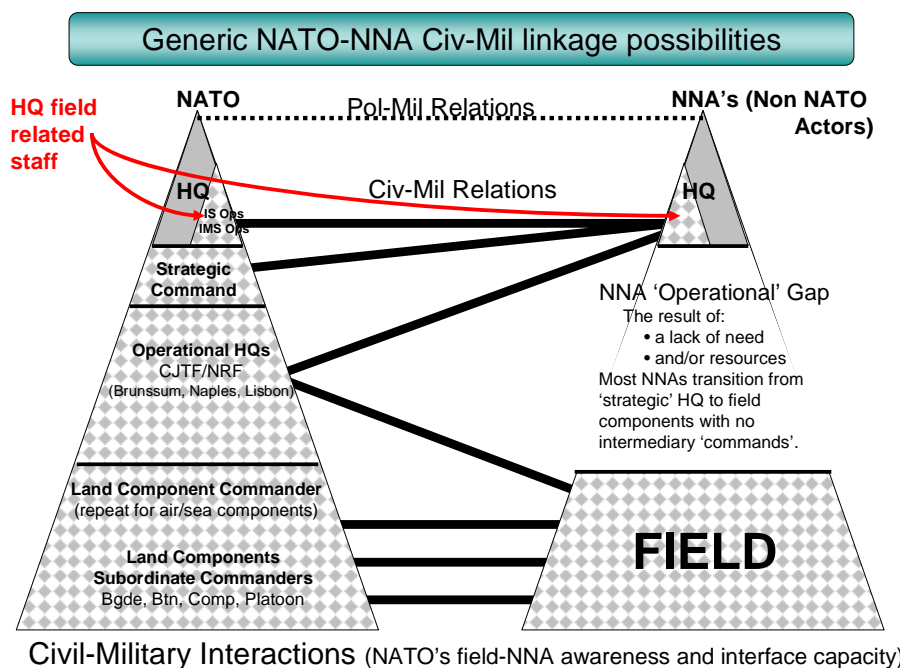 Generic NATO-NNA Civ-Mil linkage possibilities
HQ field
related
staff
NATO
Pol-Mil Relations
NNA's (Non NATO
Actors)
HQ
IS Ops
IMS Ops
Civ-Mil Relations
HQ
Strategic
Command
Operational HQs
CJTF/NRF
(Brunssum, Naples, Lisbon)
NNA 'Operational' Gap
The result of:
• a lack of need
• and/or resources
Most NNAs transition from
'strategic' HQ to field
components with no
intermediary 'commands'.
Land Component Commander
(repeat for air/sea components)
Land Components
Subordinate Commanders
Bgde, Btn, Comp, Platoon
FIELD
Civil-Military Interactions (NATO's field-NNA awareness and interface capacity)